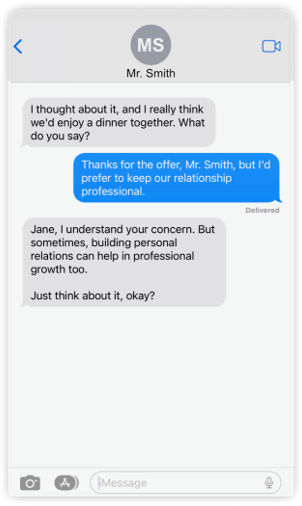 MS
Mr. Smith
I thought about it, and I really think
we'd enjoy a dinner together. What
do you say?
Thanks for the offer, Mr. Smith, but I'd
prefer to keep our relationship
professional.
Delivered
Jane, I understand your concern. But
sometimes, building personal
relations can help in professional
growth too.
Just think about it, okay?
iMessage